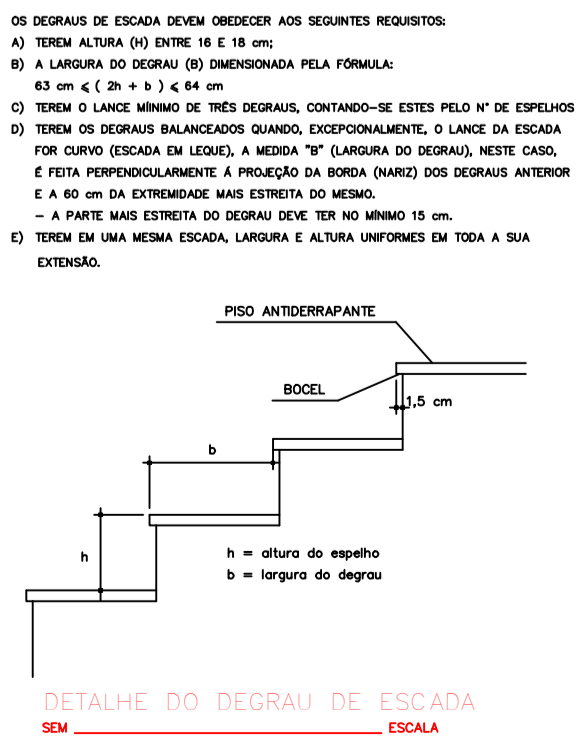 OS DEGRAUS DE ESCADA DEVEM OBEDECER AOS SEGUINTES REQUISITOS:
A) TEREM ALTURA (H) ENTRE 16 E 18 cm;
B) A LARGURA DO DEGRAU (B) DIMENSIONADA PELA FÓRMULA:
63 cm ⩽ ( 2h + b ) ⩽ 64 cm
C) TEREM O LANCE MÍINIMO DE TRÊS DEGRAUS, CONTANDO-SE ESTES PELO N° DE ESPELHOS
D) TEREM OS DEGRAUS BALANCEADOS QUANDO, EXCEPCIONALMENTE, O LANCE DA ESCADA
FOR CURVO (ESCADA EM LEQUE), A MEDIDA "B" (LARGURA DO DEGRAU), NESTE CASO,
É FEITA PERPENDICULARMENTE Á PROJEÇÃO DA BORDA (NARIZ) DOS DEGRAUS ANTERIOR
E A 60 cm DA EXTREMIDADE MAIS ESTREITA DO MESMO.
- A PARTE MAIS ESTREITA DO DEGRAU DEVE TER NO MÍNIMO 15 cm.
E) TEREM EM UMA MESMA ESCADA, LARGURA E ALTURA UNIFORMES EM TODA A SUA
EXTENSÃO.
PISO ANTIDERRAPANTE
BOCEL
1,5 cm
b
h
h = altura do espelho
b = largura do degrau
DETALHE DO DEGRAU DE ESCADA
SEM ESCALA